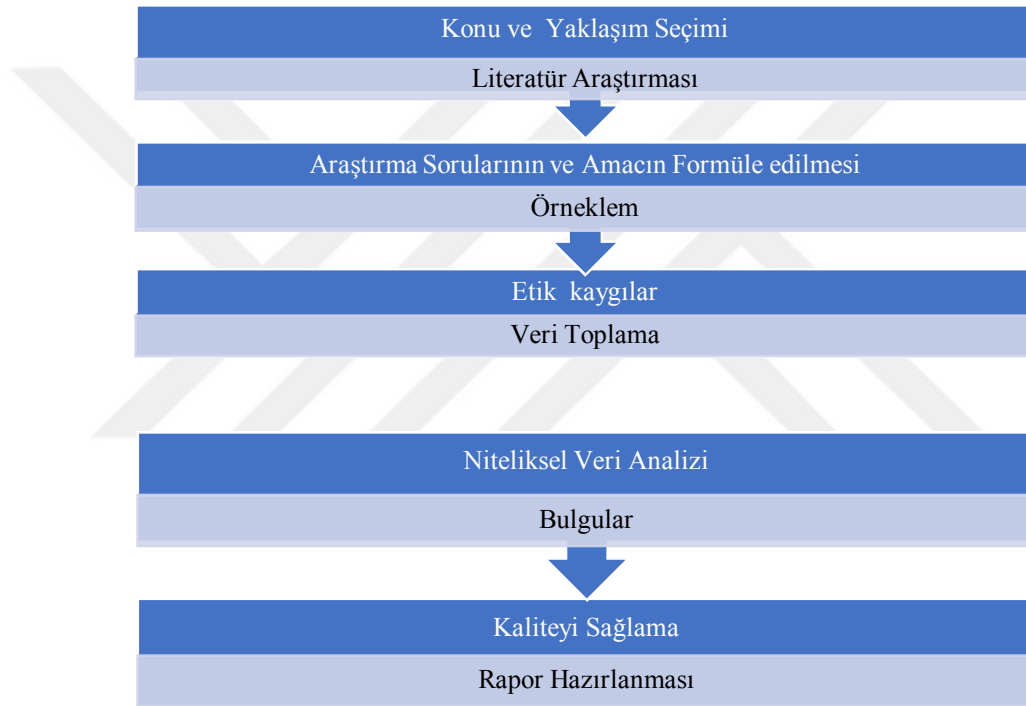 Konu ve Yaklaşım Seçimi
Literatür Araştırması
Araştırma Sorularının ve Amacın Formüle edilmesi
Örneklem
Etik kaygılar
Veri Toplama
Niteliksel Veri Analizi
Bulgular
Kaliteyi Sağlama
Rapor Hazırlanması